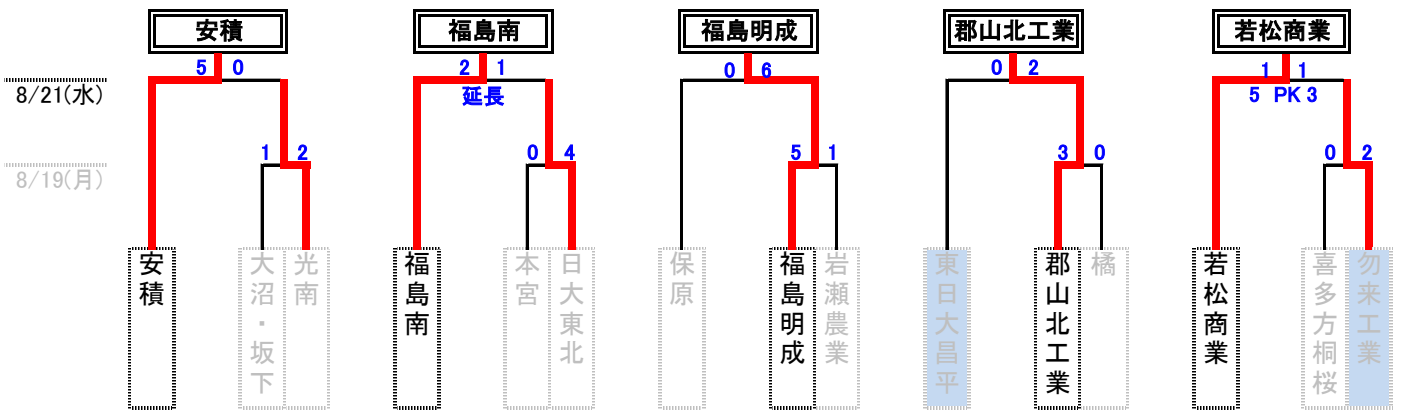 安積
福島南
福島明成
郡山北工業
若松商業
5 0
2 1
0 6
0 2
1 1
延長
5 PK 3
8/21(水)
1 2
0 4
5 1
3 0
0 2
8/19(月)
安積
大沼・坂下
光南
福島南
本宮
日大東北
保原
福島明成
岩瀬農業
東日大昌平
郡山北工業
橘
若松商業
喜多方桐桜
勿来工業